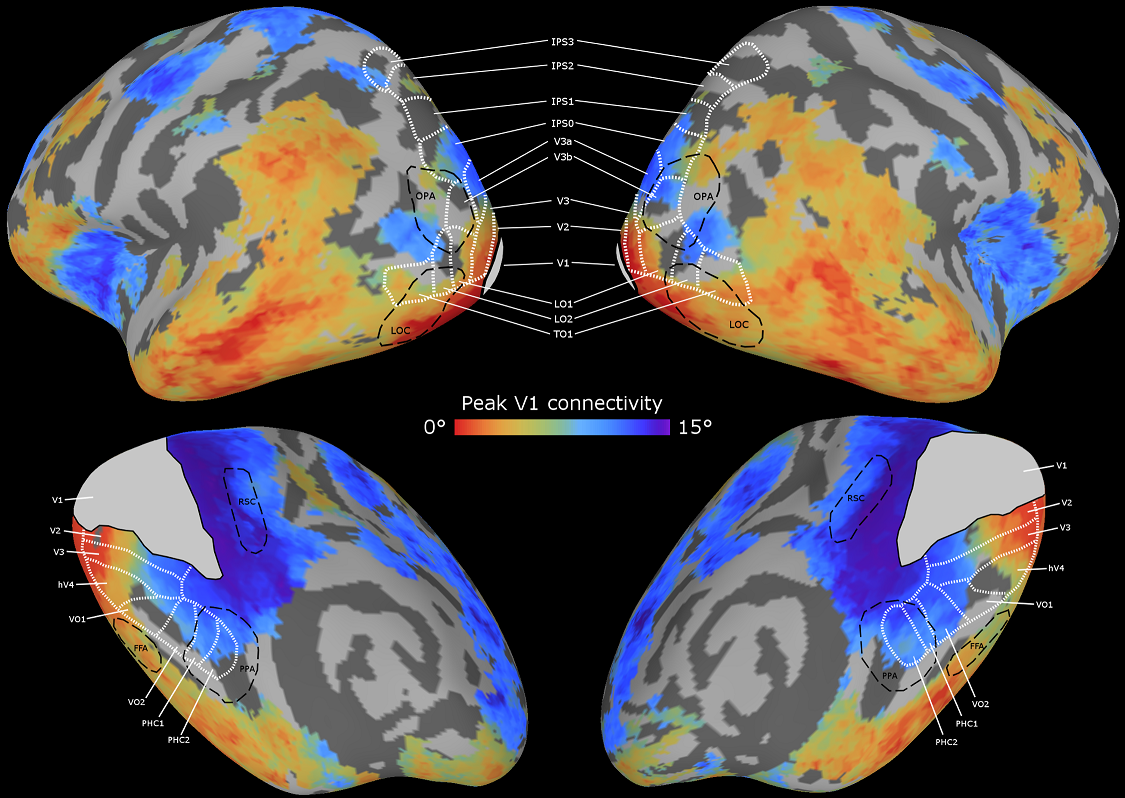 IPS3
IPS2
IPS1
IPS0
V3a
V3b
OPA
OPA
V3
V2
V1
LO1
LO2
TO1
LOC
LOC
Peak V1 connectivity
0° 15°
V1
V2
V3
hV4
VO1
FFA
VO2
PHC1
PHC2
RSC
PPA
RSC
V1
V2
V3
hV4
VO1
FFA
PPA
VO2
PHC1
PHC2